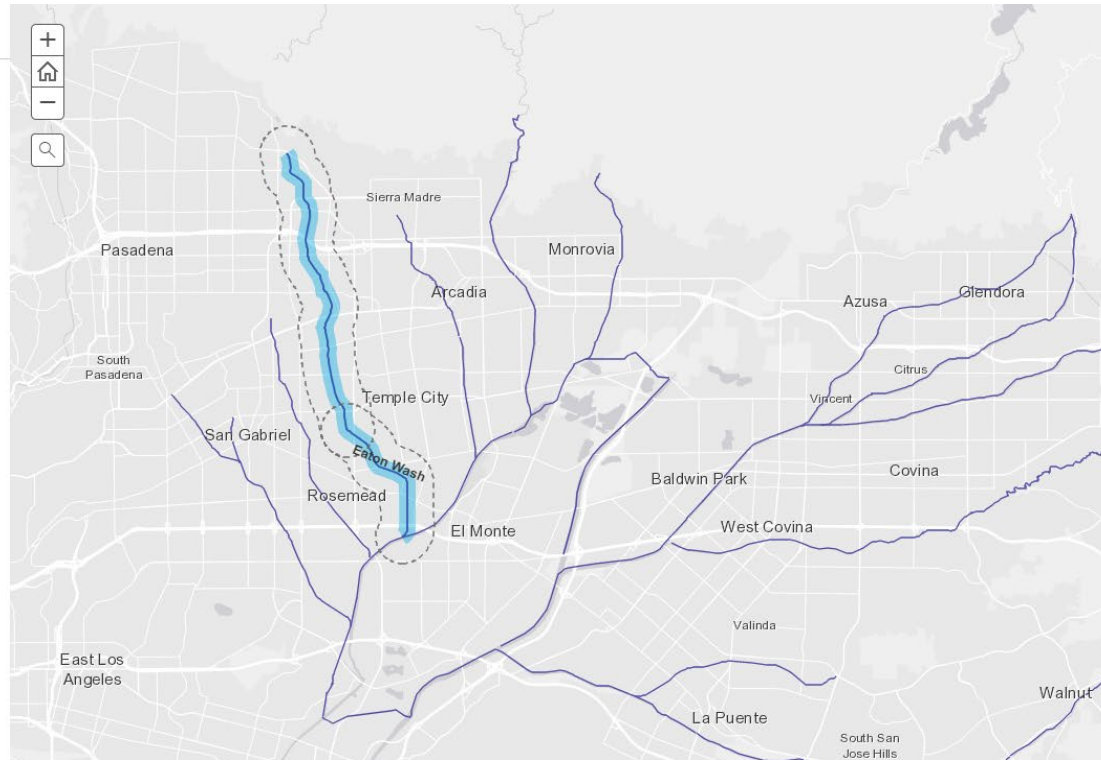 +
−
Sierra Madre
Pasadena
Monrovia
Arcadia
Azusa
Glendora
South
Pasadena
Citrus
Temple City
Vincent
San Gabriel
Eaton Wash
Covina
Baldwin Park
Rosemead
West Covina
El Monte
Valinda
East Los
Angeles
Walnut
La Puente
South San
Jose Hills